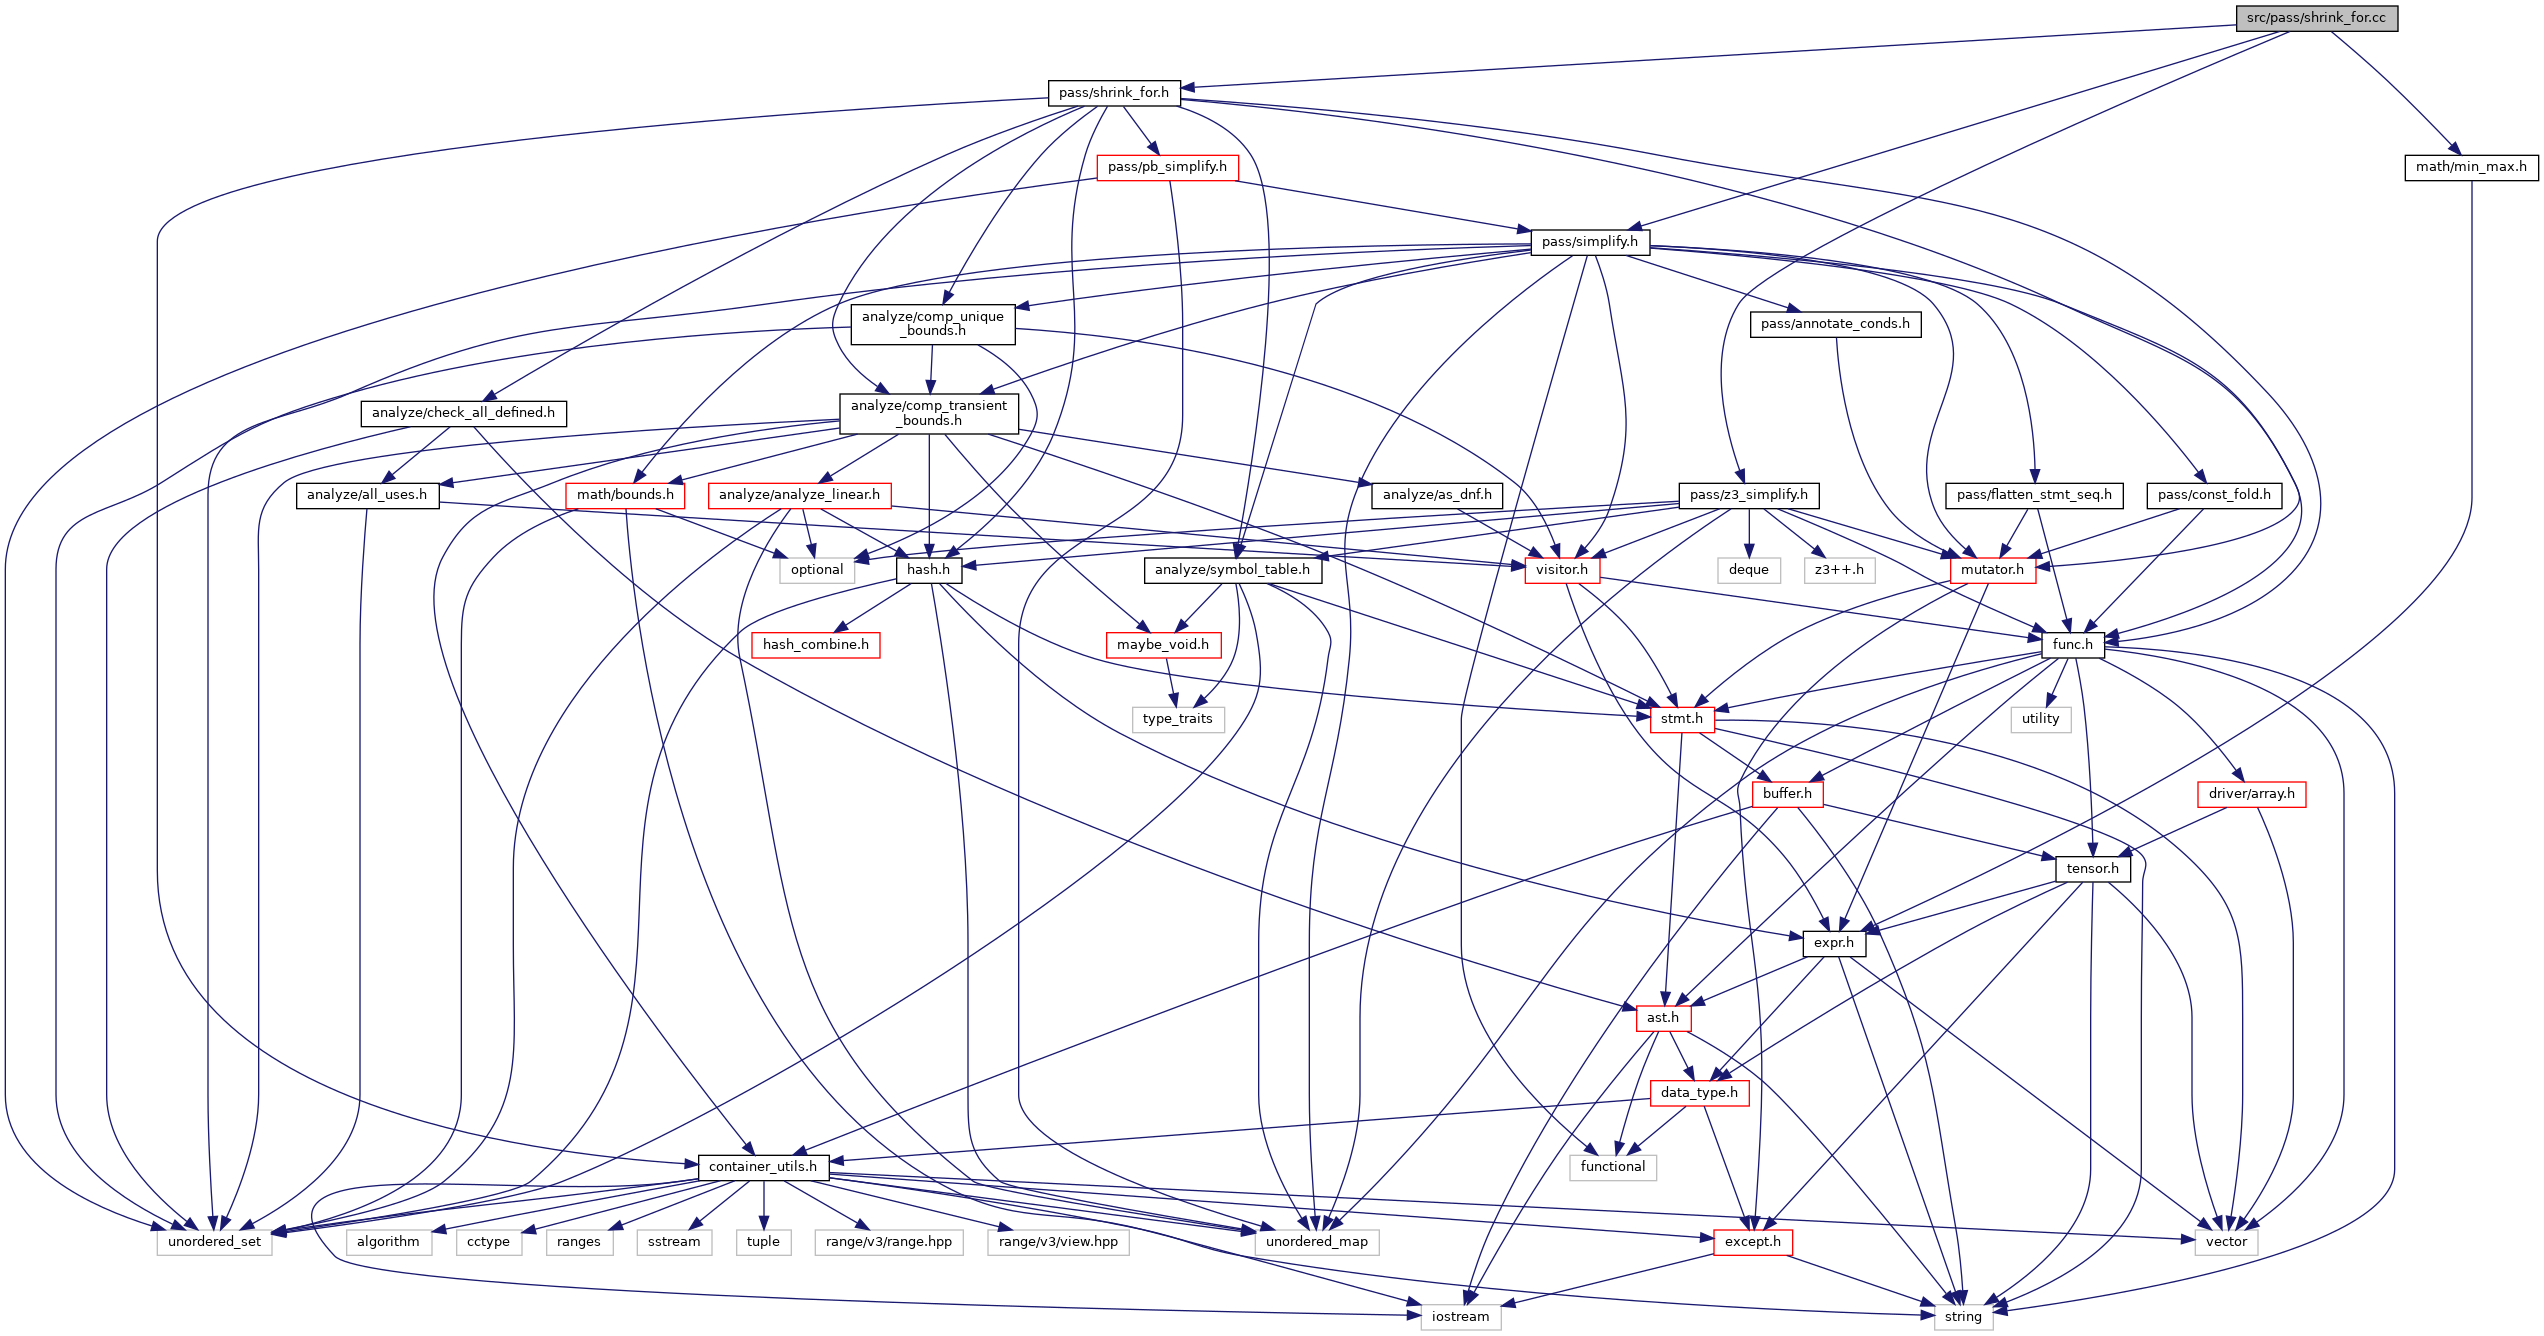 src/pass/shrink_for.cc
pass/shrink_for.h
pass/pb_simplify.h
math/min_max.h
pass/simplify.h
analyze/comp_unique
_bounds.h
pass/annotate_conds.h
analyze/check_all_defined.h
analyze/comp_transient
_bounds.h
analyze/all_uses.h
math/bounds.h
analyze/analyze_linear.h
analyze/as_dnf.h
pass/z3_simplify.h
pass/flatten_stmt_seq.h
pass/const_fold.h
optional
hash.h
analyze/symbol_table.h
visitor.h
deque
z3++.h
mutator.h
hash_combine.h
maybe_void.h
func.h
type_traits
stmt.h
utility
buffer.h
driver/array.h
tensor.h
expr.h
ast.h
data_type.h
container_utils.h
functional
unordered_set
algorithm
cctype
ranges
sstream
tuple
range/v3/range.hpp
range/v3/view.hpp
unordered_map
except.h
vector
iostream
string